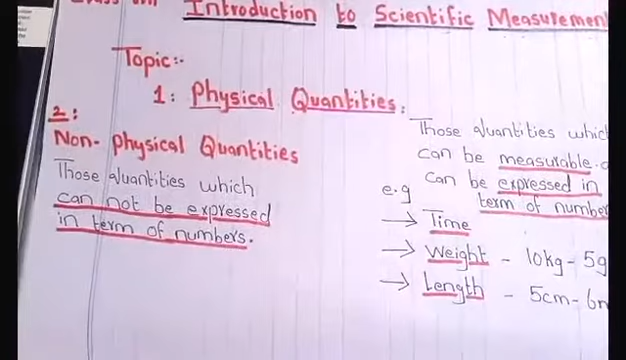 Introduction to Scientific Measurement
Topic:-
1: Physical Quantities:
2:
Non-Physical Quantities
Those quantities which
can not be expressed
in term of numbers.
Those quantities which
can be measurable.
can be expressed in
term of number
e.g
→ Time
→ Weight - 10kg - 5g
→ Length - 5cm - 6m